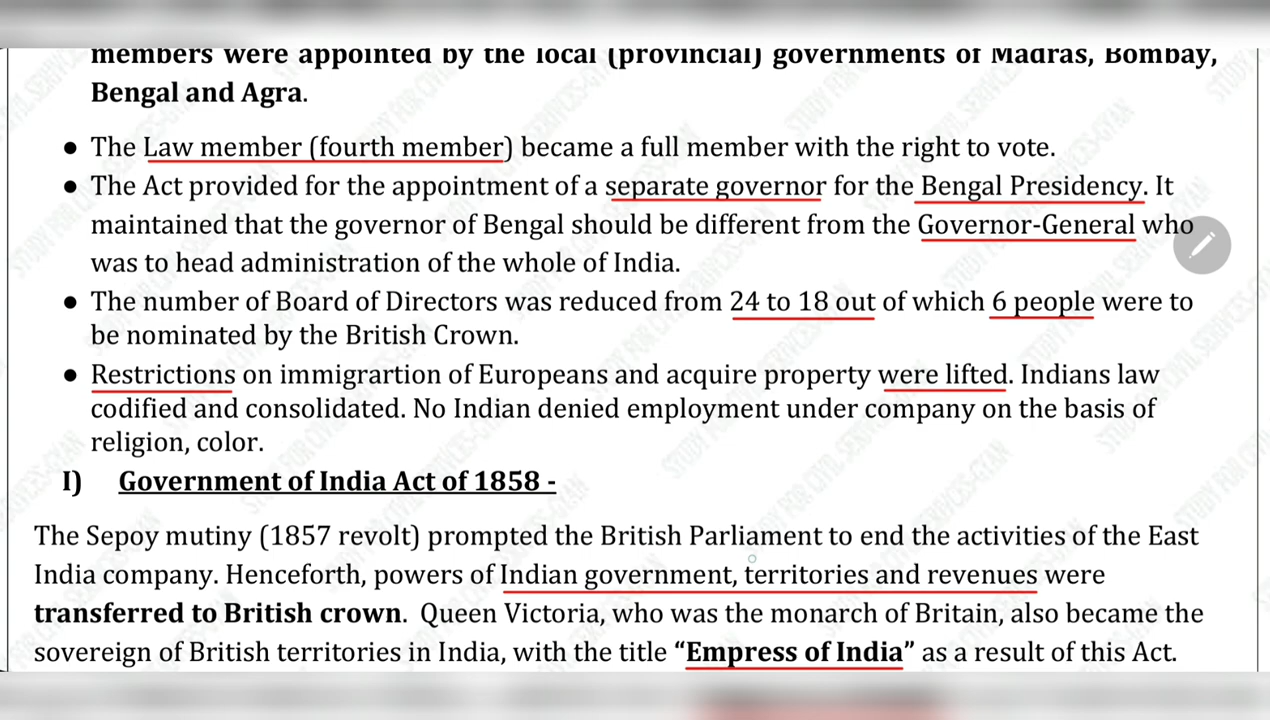 members were appointed by the local (provincial) governments of Madras, Bombay,
Bengal and Agra.
● The Law member (fourth member) became a full member with the right to vote.
● The Act provided for the appointment of a separate governor for the Bengal Presidency. It
maintained that the governor of Bengal should be different from the Governor-General who
was to head administration of the whole of India.
● The number of Board of Directors was reduced from 24 to 18 out of which 6 people were to
be nominated by the British Crown.
● Restrictions on immigrartion of Europeans and acquire property were lifted. Indians law
codified and consolidated. No Indian denied employment under company on the basis of
religion, color.
I) Government of India Act of 1858 -
The Sepoy mutiny (1857 revolt) prompted the British Parliament to end the activities of the East
India company. Henceforth, powers of Indian government, territories and revenues were
transferred to British crown. Queen Victoria, who was the monarch of Britain, also became the
sovereign of British territories in India, with the title “Empress of India” as a result of this Act.